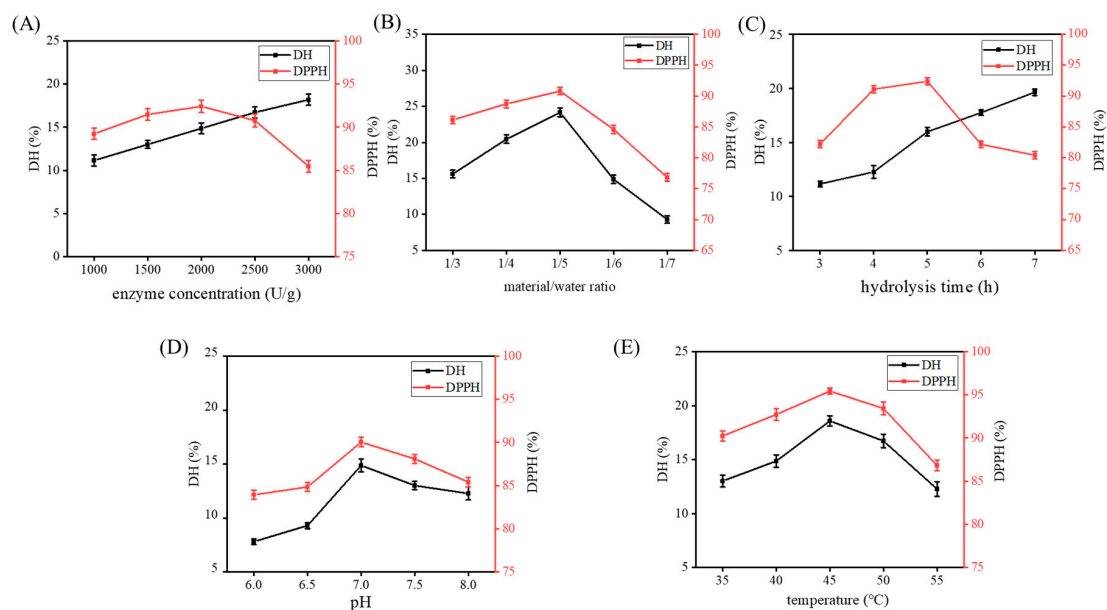 (A)
DH
DPPH
25
20
15
10
5
0
100
95
90
85
80
75
DH (%)
DPPH (%)
1000 1500 2000 2500 3000
enzyme concentration (U/g)
(B)
DH
DPPH
35
30
25
20
15
10
5
100
95
90
85
80
75
70
65
DH (%)
DPPH (%)
1/3 1/4 1/5 1/6 1/7
material/water ratio
(C)
DH
DPPH
25
20
15
10
5
100
95
90
85
80
75
70
65
DH (%)
DPPH (%)
3 4 5 6 7
hydrolysis time (h)
(D)
DH
DPPH
25
20
15
10
5
100
95
90
85
80
75
DH (%)
DPPH (%)
6.0 6.5 7.0 7.5 8.0
pH
(E)
DH
DPPH
25
20
15
10
5
100
95
90
85
80
75
DH (%)
DPPH (%)
35 40 45 50 55
temperature (℃)